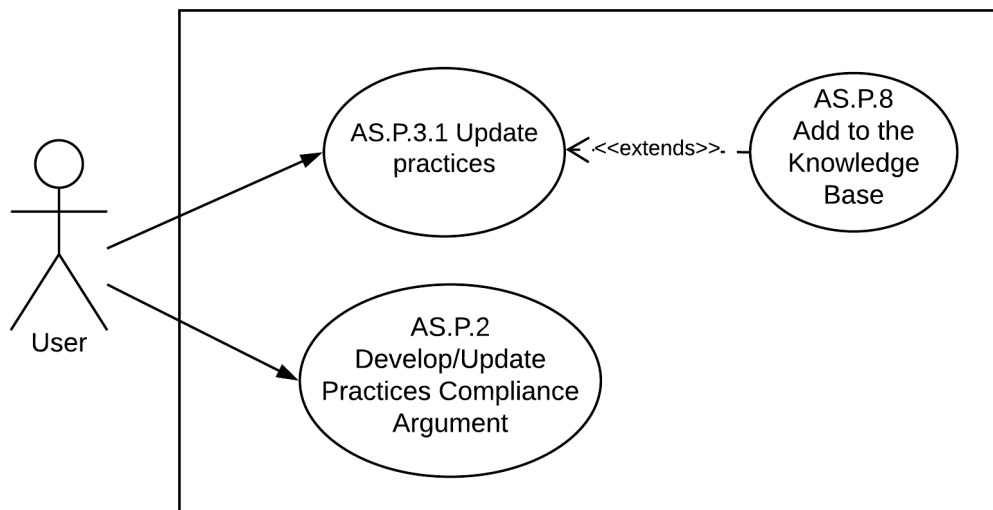 AS.P.3.1 Update
practices
<<extends>>
AS.P.8
Add to the
Knowledge
Base
User
AS.P.2
Develop/Update
Practices Compliance
Argument